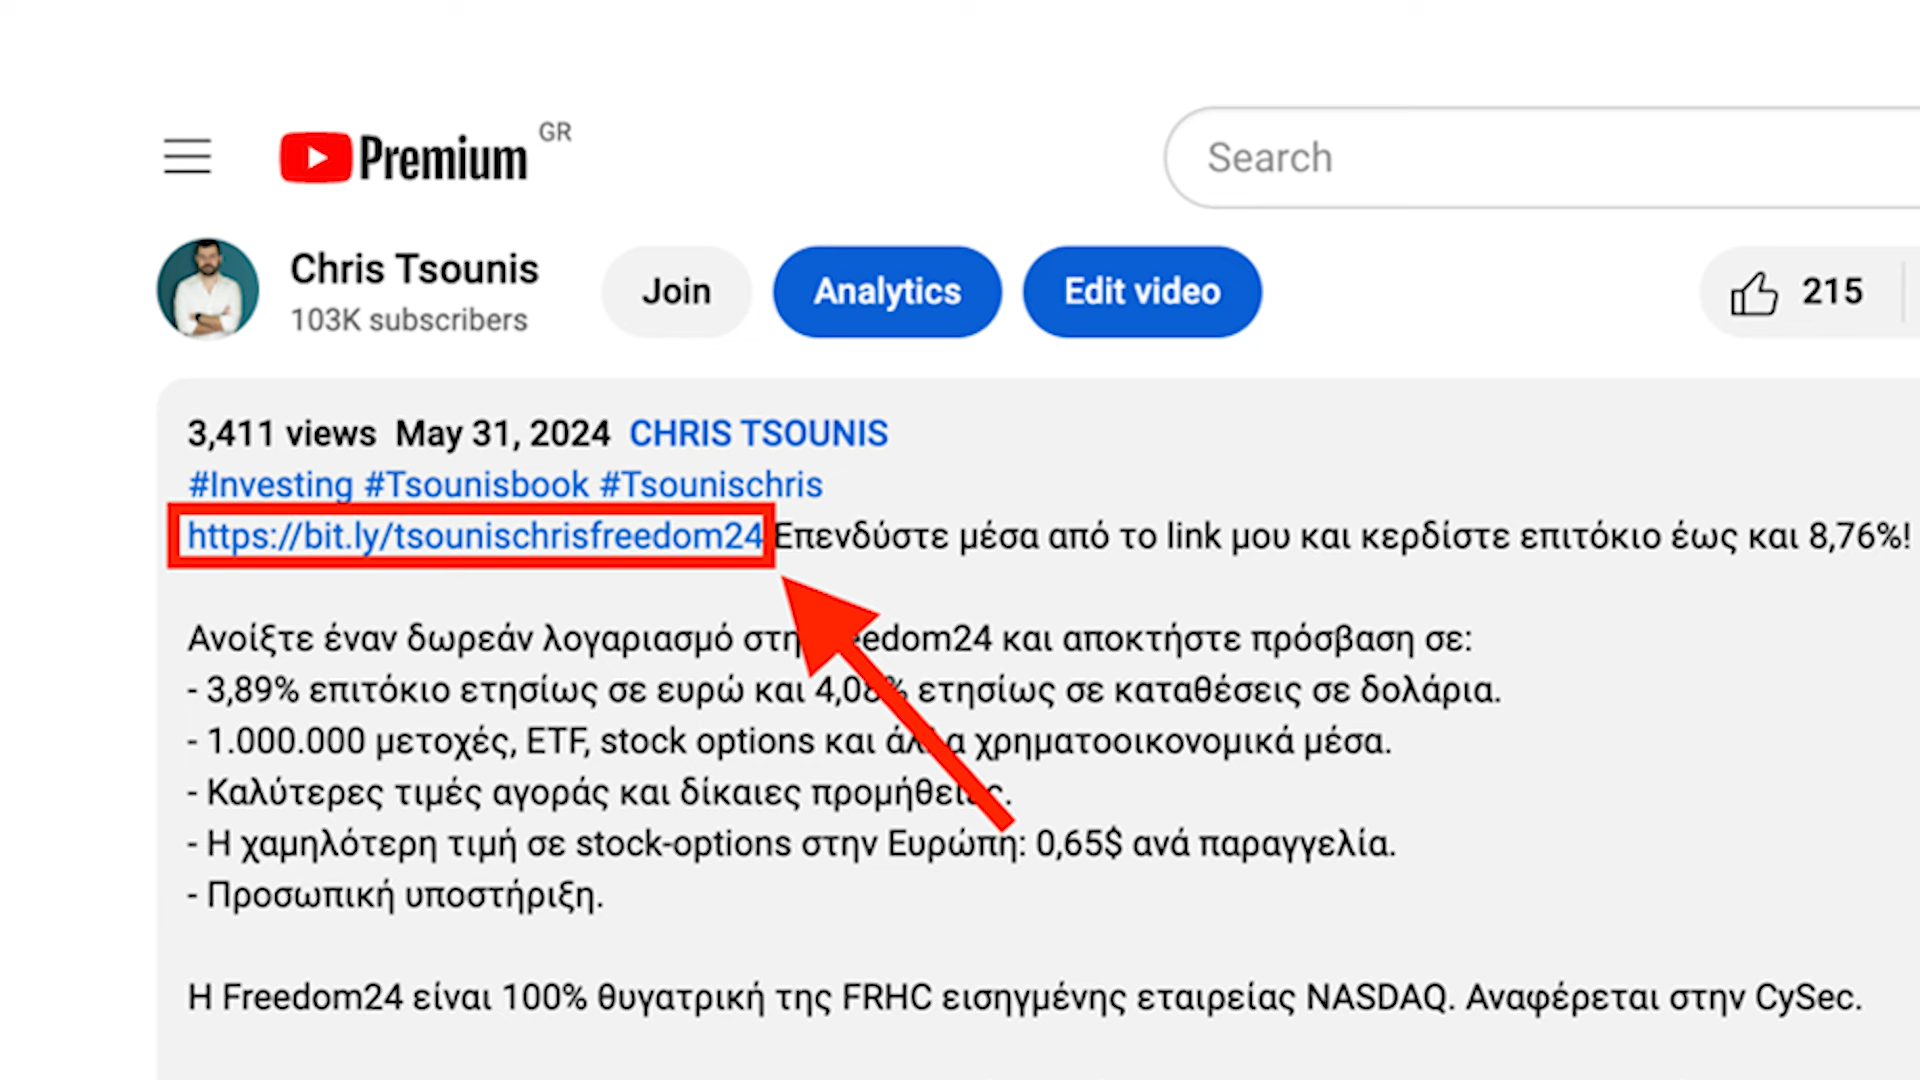 Premium GR
Search
Chris Tsounis
103K subscribers
Join
Analytics
Edit video
215
3,411 views May 31, 2024 CHRIS TSOUNIS
#Investing #Tsounisbook #Tsounischris
https://bit.ly/tsounischrisfreedom24 Επενδύστε μέσα από το link μου και κερδίστε επιτόκιο έως και 8,76%!
Ανοίξτε έναν δωρεάν λογαριασμό στη eedom24 και αποκτήστε πρόσβαση σε:
- 3,89% επιτόκιο ετησίως σε ευρώ και 4,08% ετησίως σε καταθέσεις σε δολάρια.
- 1.000.000 μετοχές, ETF, stock options και άλλα χρηματοοικονομικά μέσα.
- Καλύτερες τιμές αγοράς και δίκαιες προμήθειες.
- Η χαμηλότερη τιμή σε stock-options στην Ευρώπη: 0,65$ ανά παραγγελία.
- Προσωπική υποστήριξη.
Η Freedom24 είναι 100% θυγατρική της FRHC εισηγμένης εταιρείας NASDAQ. Αναφέρεται στην CySec.